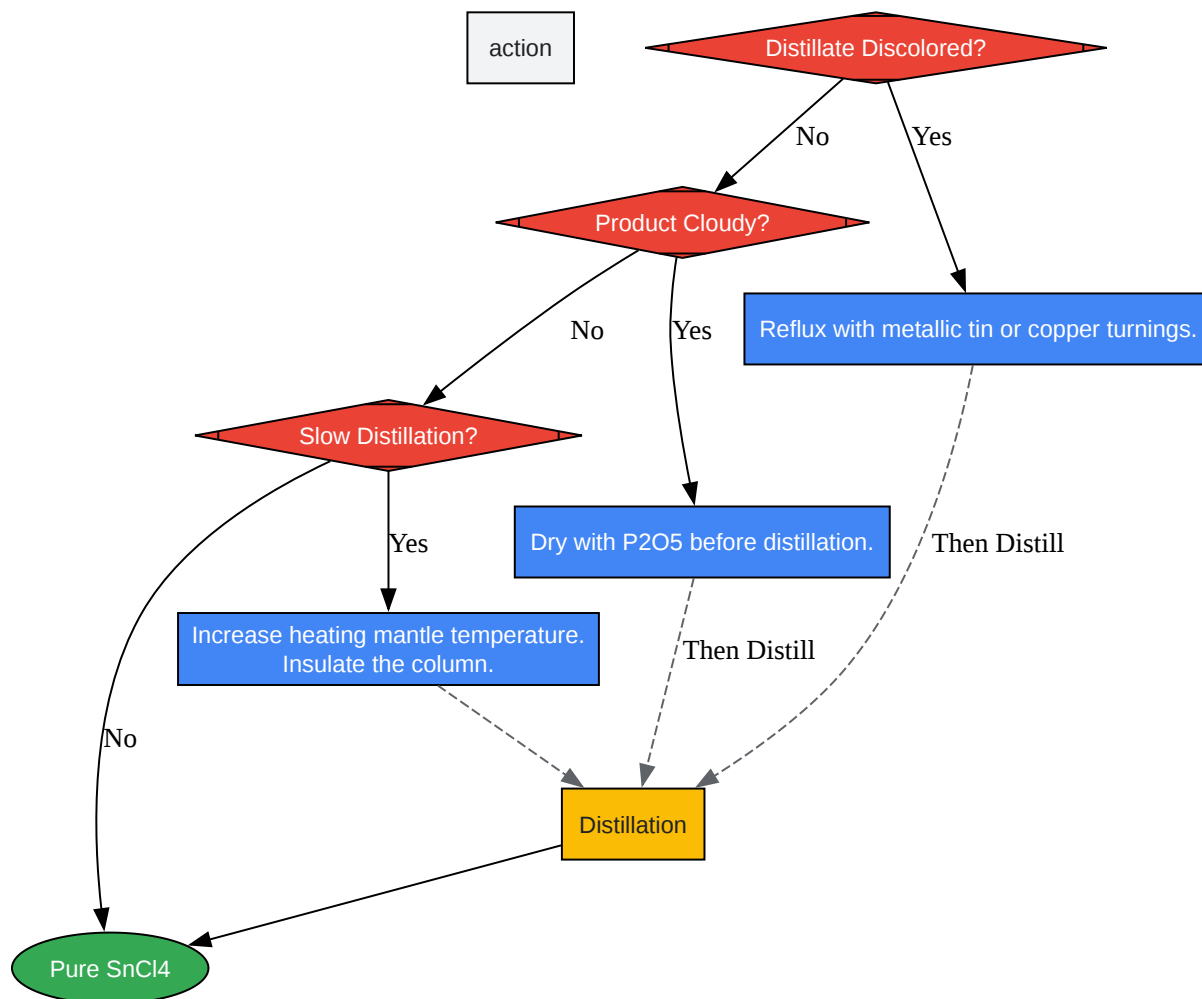 action
Distillate Discolored?
No
Yes
Product Cloudy?
No
Yes
Reflux with metallic tin or copper turnings.
Slow Distillation?
Yes
Dry with P2O5 before distillation.
Then Distill
Increase heating mantle temperature.
Insulate the column.
Then Distill
No
Distillation
Pure SnCl4